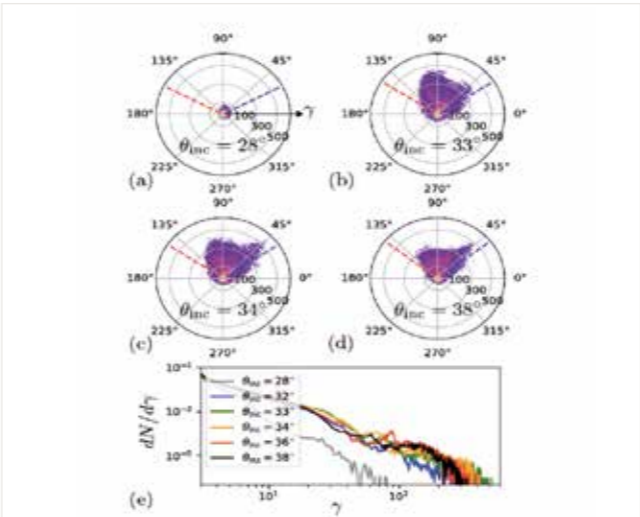 90° 90°
135° 45° 135° 45°
180° 100 300 500 γ 180° 100 300 500 0°
θinc = 28° θinc = 33°
225° 315° 225° 315°
(a) 270° (b) 270°
90° 90°
135° 45° 135° 45°
180° 100 300 500 0° 180° 100 300 500 0°
θinc = 34° θinc = 38°
225° 315° 225° 315°
(c) 270° (d) 270°
10⁻¹
θinc = 28°
θinc = 32°
θinc = 33°
θinc = 34°
θinc = 36°
θinc = 38°
dN/dγ
(e) 10¹ 10²
γ